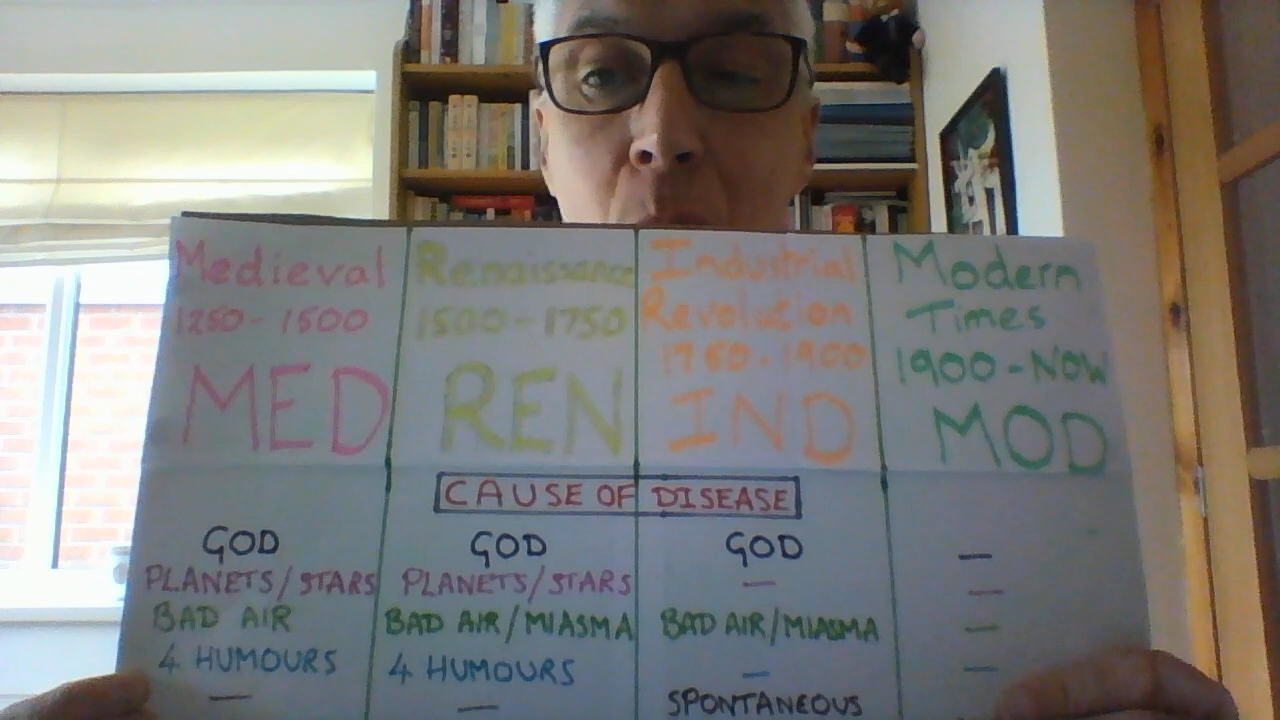 Medieval
1250 - 1500
MED
Renaissance
1500 - 1750
REN
Industrial
Revolution
1750 - 1900
IND
Modern
Times
1900 - NOW
MOD
CAUSE OF DISEASE
GOD
PLANETS/STARS
BAD AIR
4 HUMOURS
—
GOD
PLANETS/STARS
BAD AIR/MIASMA
4 HUMOURS
—
GOD
—
BAD AIR/MIASMA
—
SPONTANEOUS
—
—
—
—